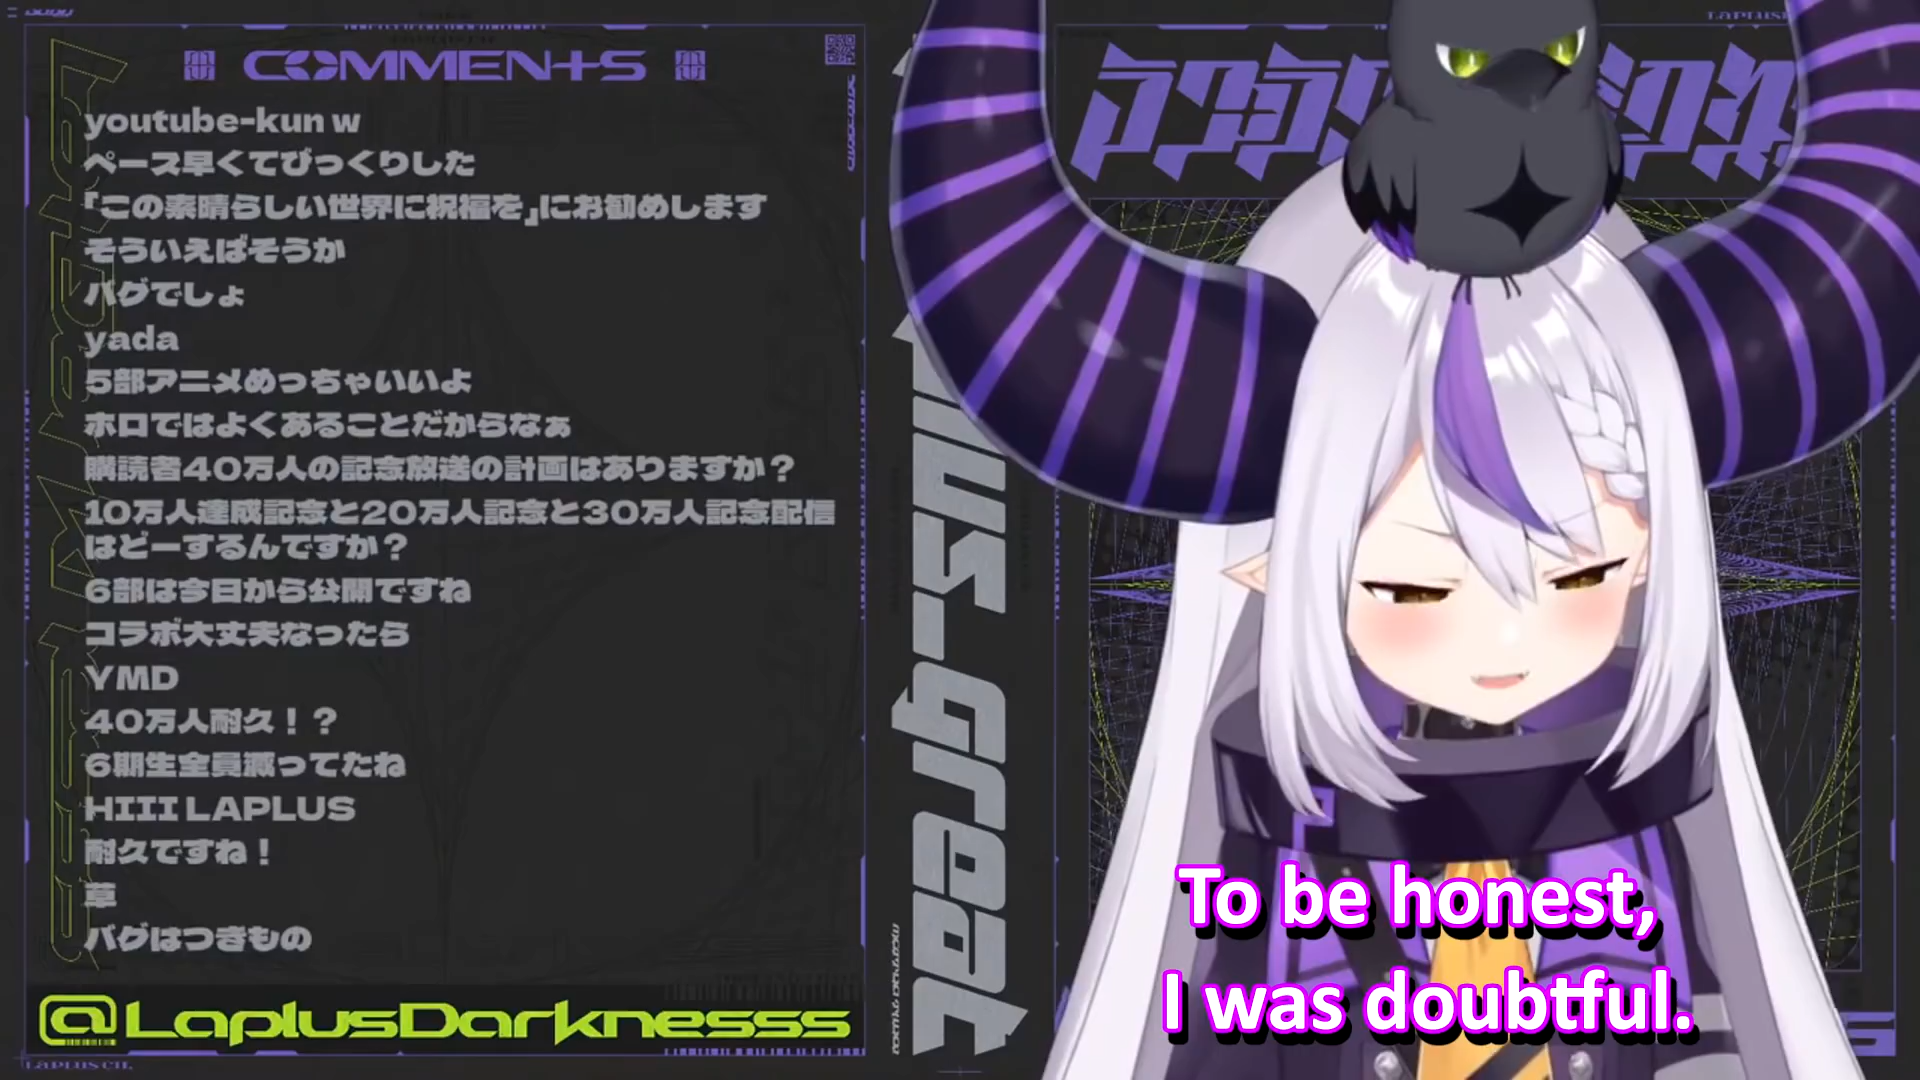 COMMENTS
youtube-kun w
ペース早くてびっくりした
「この素晴らしい世界に祝福を」にお勧めします
そういえばそうか
バグでしょ
yada
5部アニメめっちゃいいよ
ホロではよくあることだからなぁ
購読者40万人の記念放送の計画はありますか？
10万人達成記念と20万人記念と30万人記念配信
はどーするんですか？
6部は今日から公開ですね
コラボ大丈夫なったら
YMD
40万人耐久！？
6期生全員減ってたね
HIII LAPLUS
耐久ですね！
草
バグはつきもの
@LaplusDarknesss
us-great
To be honest,
I was doubtful.